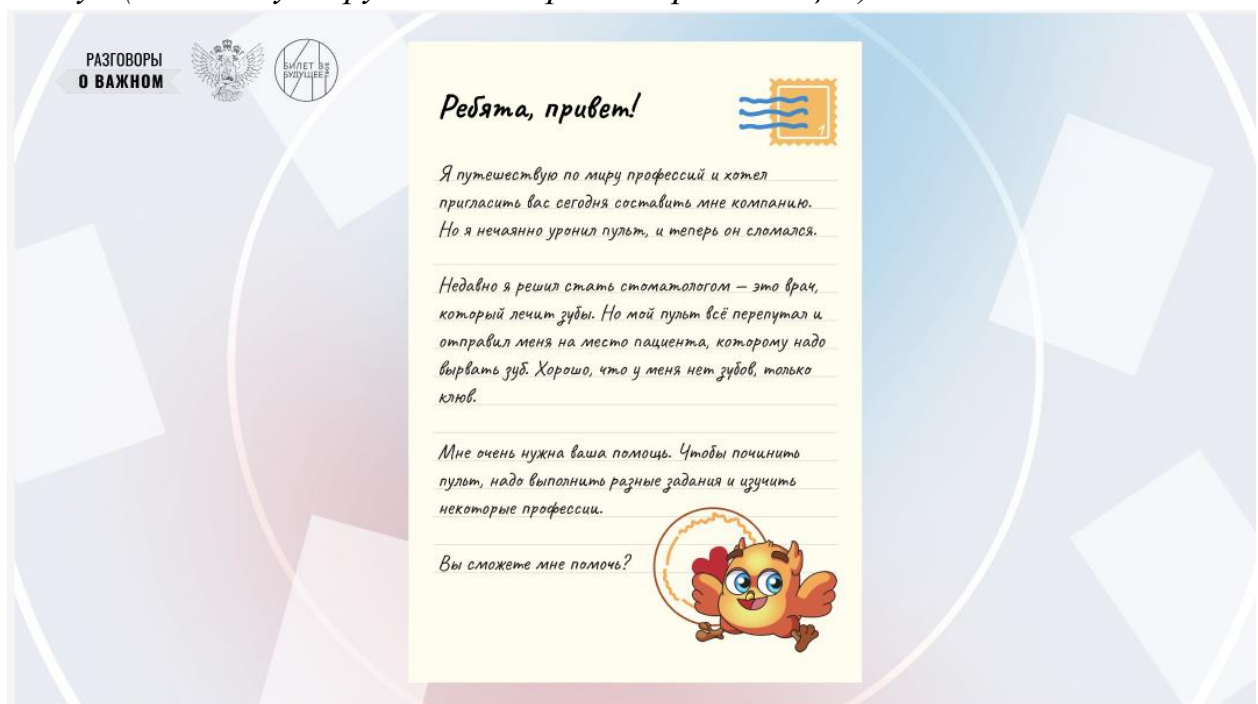 РАЗГОВОРЫ
О ВАЖНОМ
БИЛЕТ В
БУДУЩЕЕ
Ребята, привет!
1
Я путешествую по миру профессий и хотел
пригласить вас сегодня составить мне компанию.
Но я нечаянно уронил пульт, и теперь он сломался.
Недавно я решил стать стоматологом – это врач,
который лечит зубы. Но мой пульт всё перепутал и
отправил меня на место пациента, которому надо
вырвать зуб. Хорошо, что у меня нет зубов, только
клюв.
Мне очень нужна ваша помощь. Чтобы починить
пульт, надо выполнить разные задания и изучить
некоторые профессии.
Вы сможете мне помочь?